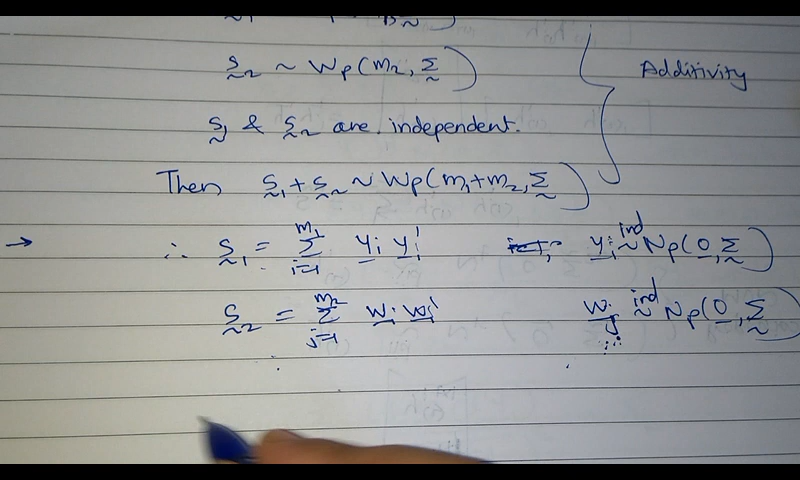 S₂ ~ Wp(m₂, Σ)
Additivity
S₁ & S₂ are independent.
Then S₁ + S₂ ~ Wp(m₁+m₂, Σ)
→ ∴ S₁ = Σ_{i=1}^{m₁} Yi Yi' Yi ind~ Np(0, Σ)
S₂ = Σ_{j=1}^{m₂} Wj Wj' Wj ind~ Np(0, Σ)